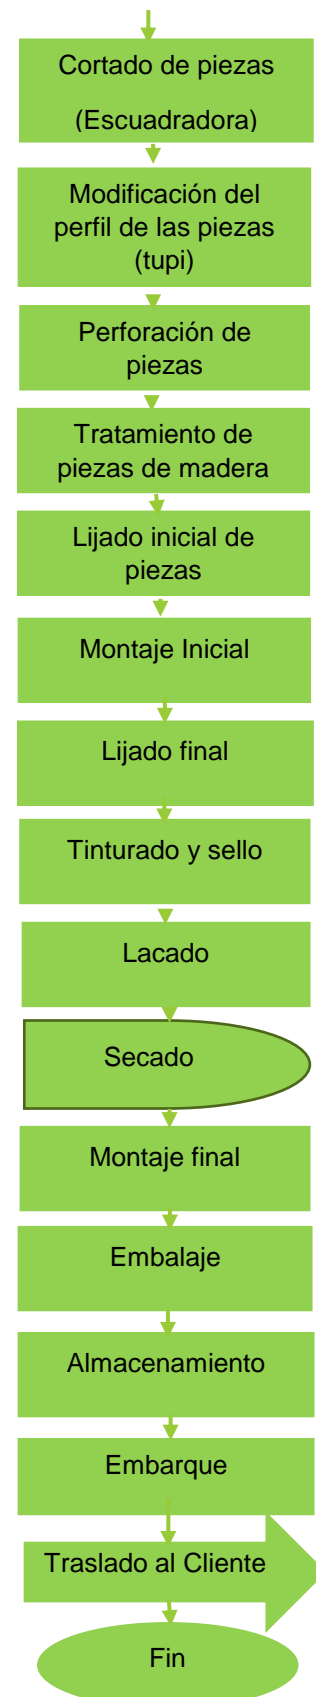 Cortado de piezas
(Escuadradora)
Modificación del
perfil de las piezas
(tupi)
Perforación de
piezas
Tratamiento de
piezas de madera
Lijado inicial de
piezas
Montaje Inicial
Lijado final
Tinturado y sello
Lacado
Secado
Montaje final
Embalaje
Almacenamiento
Embarque
Traslado al Cliente
Fin